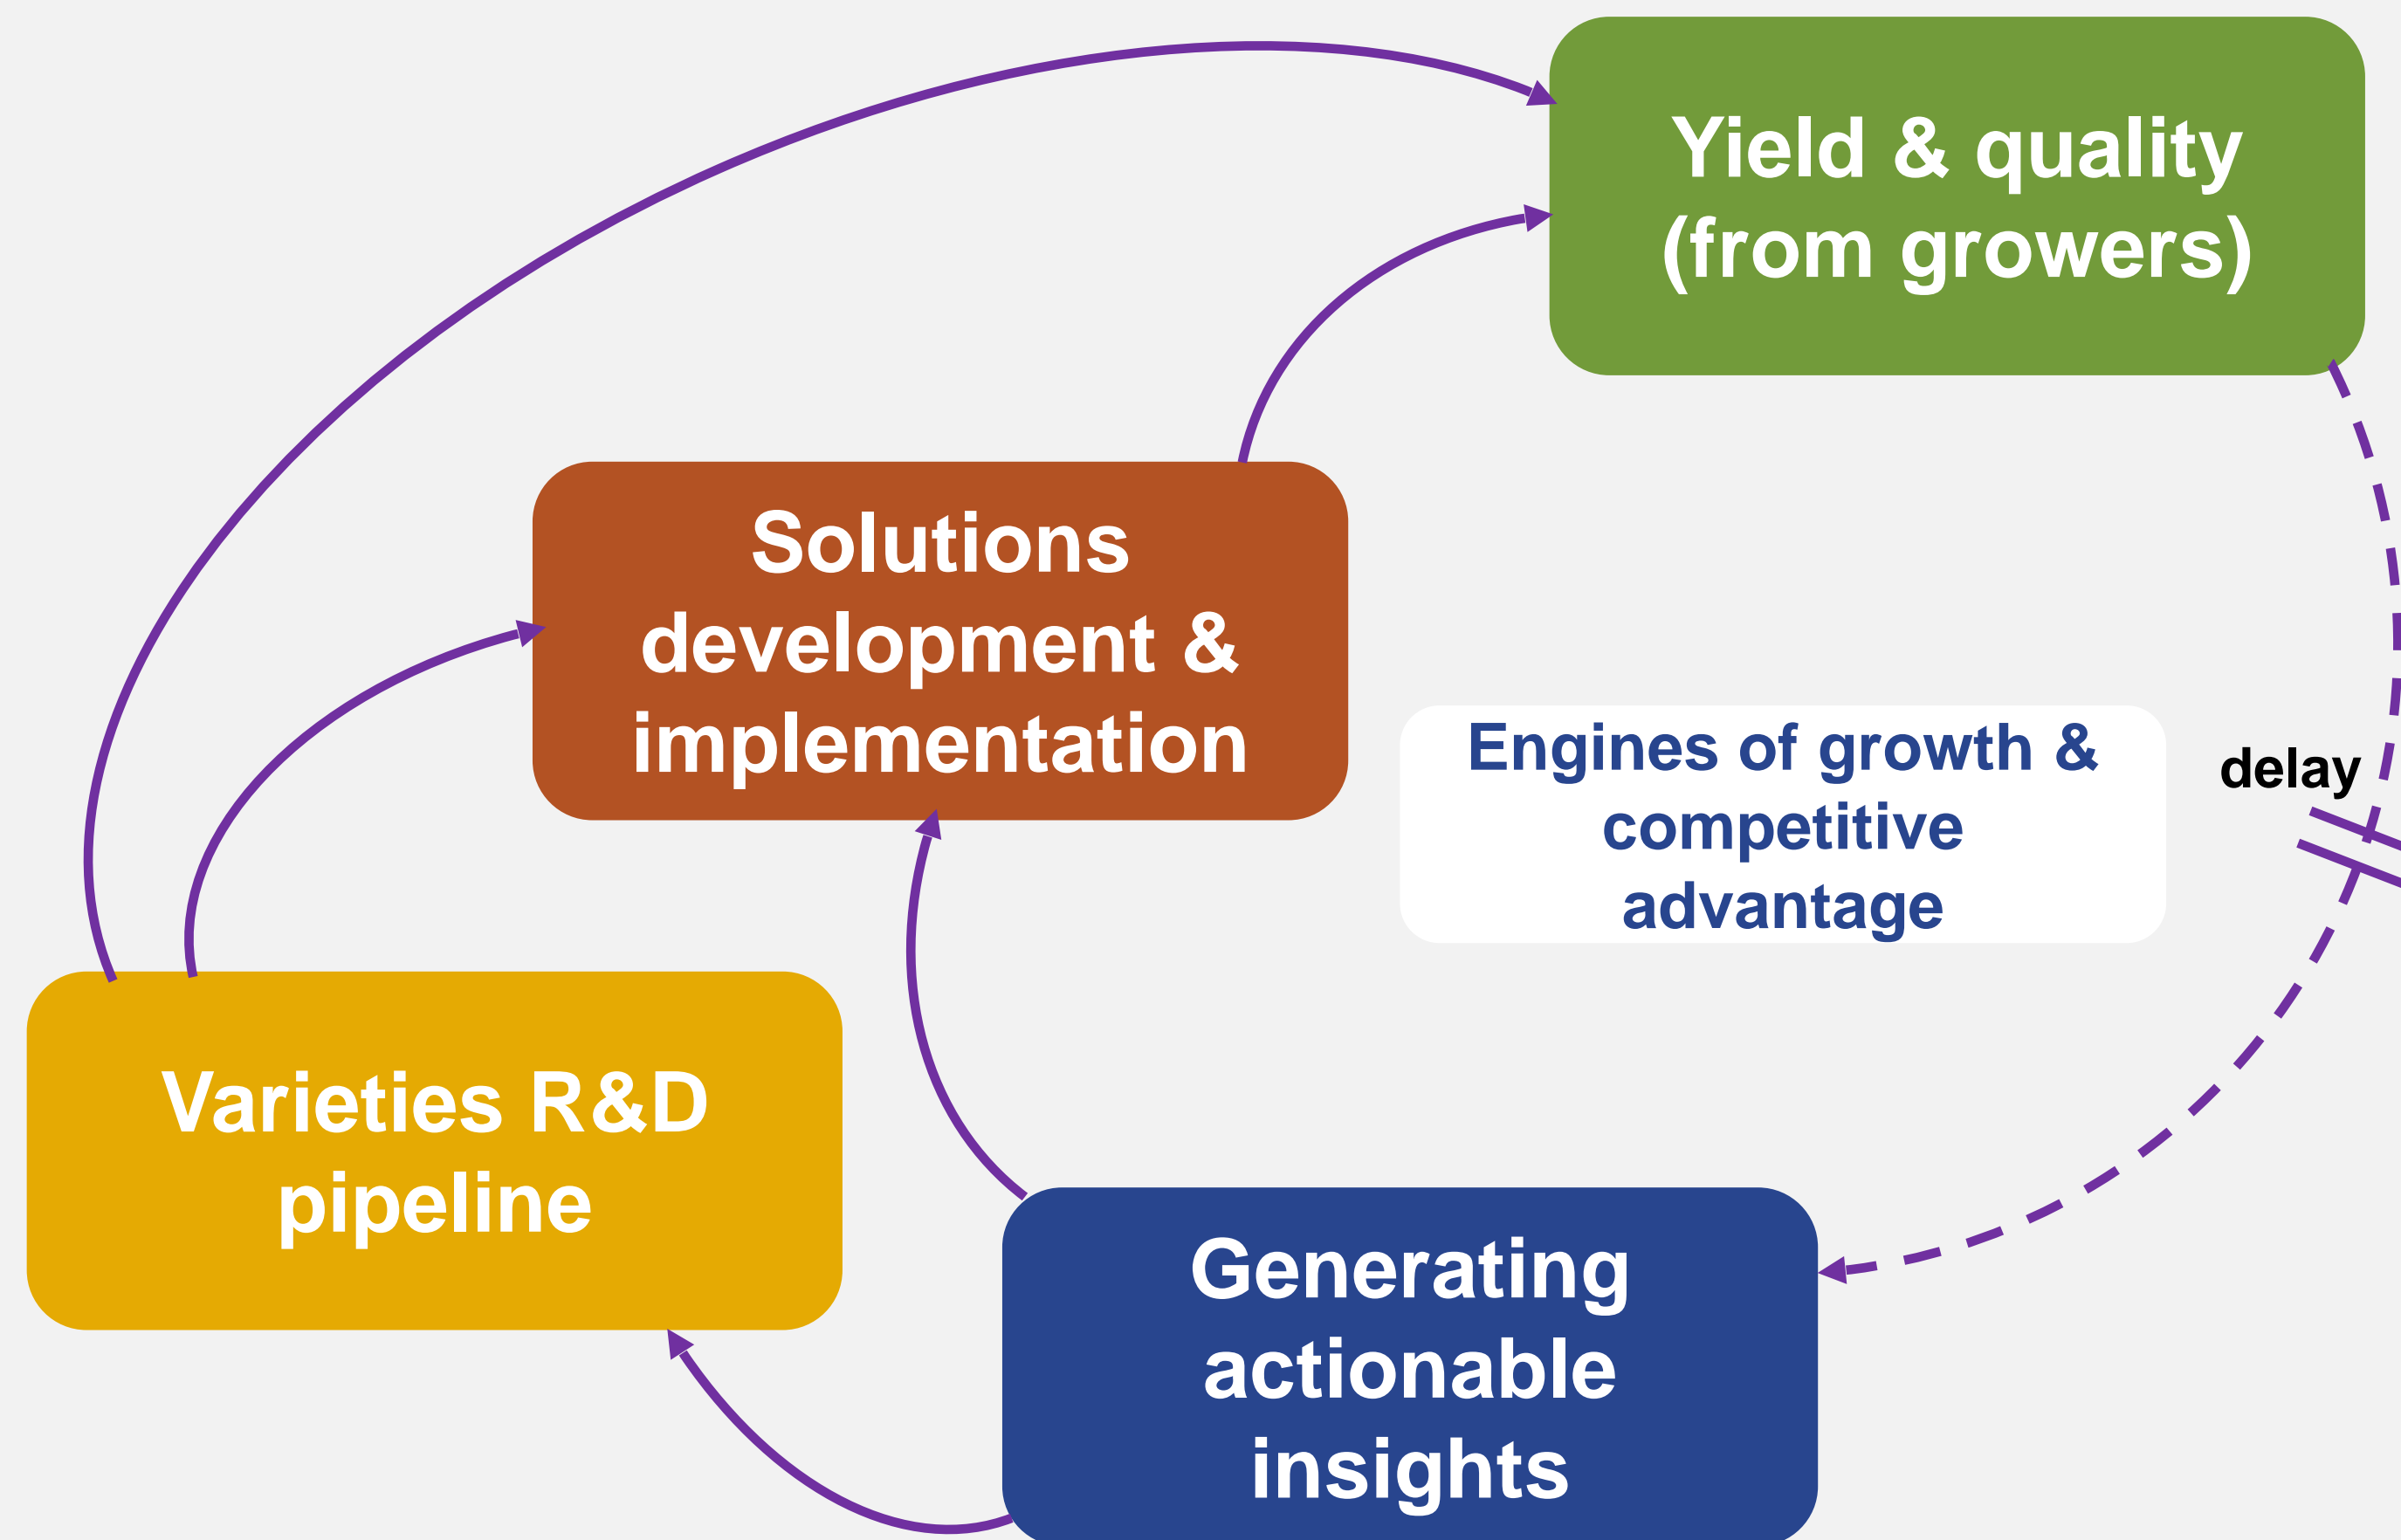 Yield & quality
(from growers)
Solutions
development &
implementation
Engines of growth &
competitive
advantage
delay
Varieties R&D
pipeline
Generating
actionable
insights